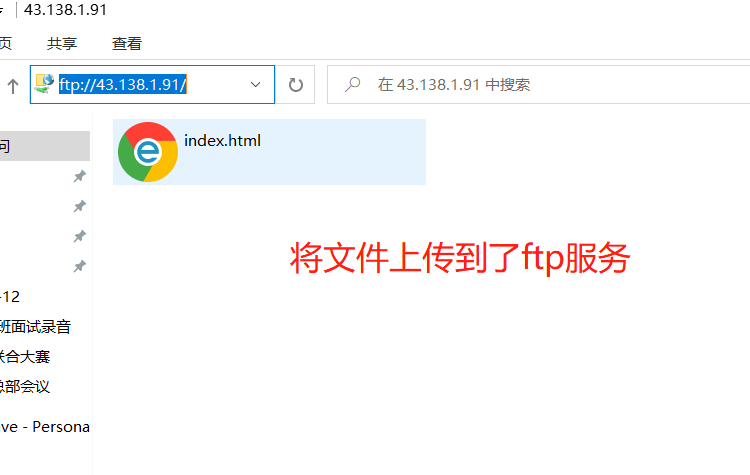 43.138.1.91
页 共享 查看
ftp://43.138.1.91/ 在 43.138.1.91 中搜索
问
index.html
将文件上传到了ftp服务
-12
班面试录音
联合大赛
总部会议
ve - Persona